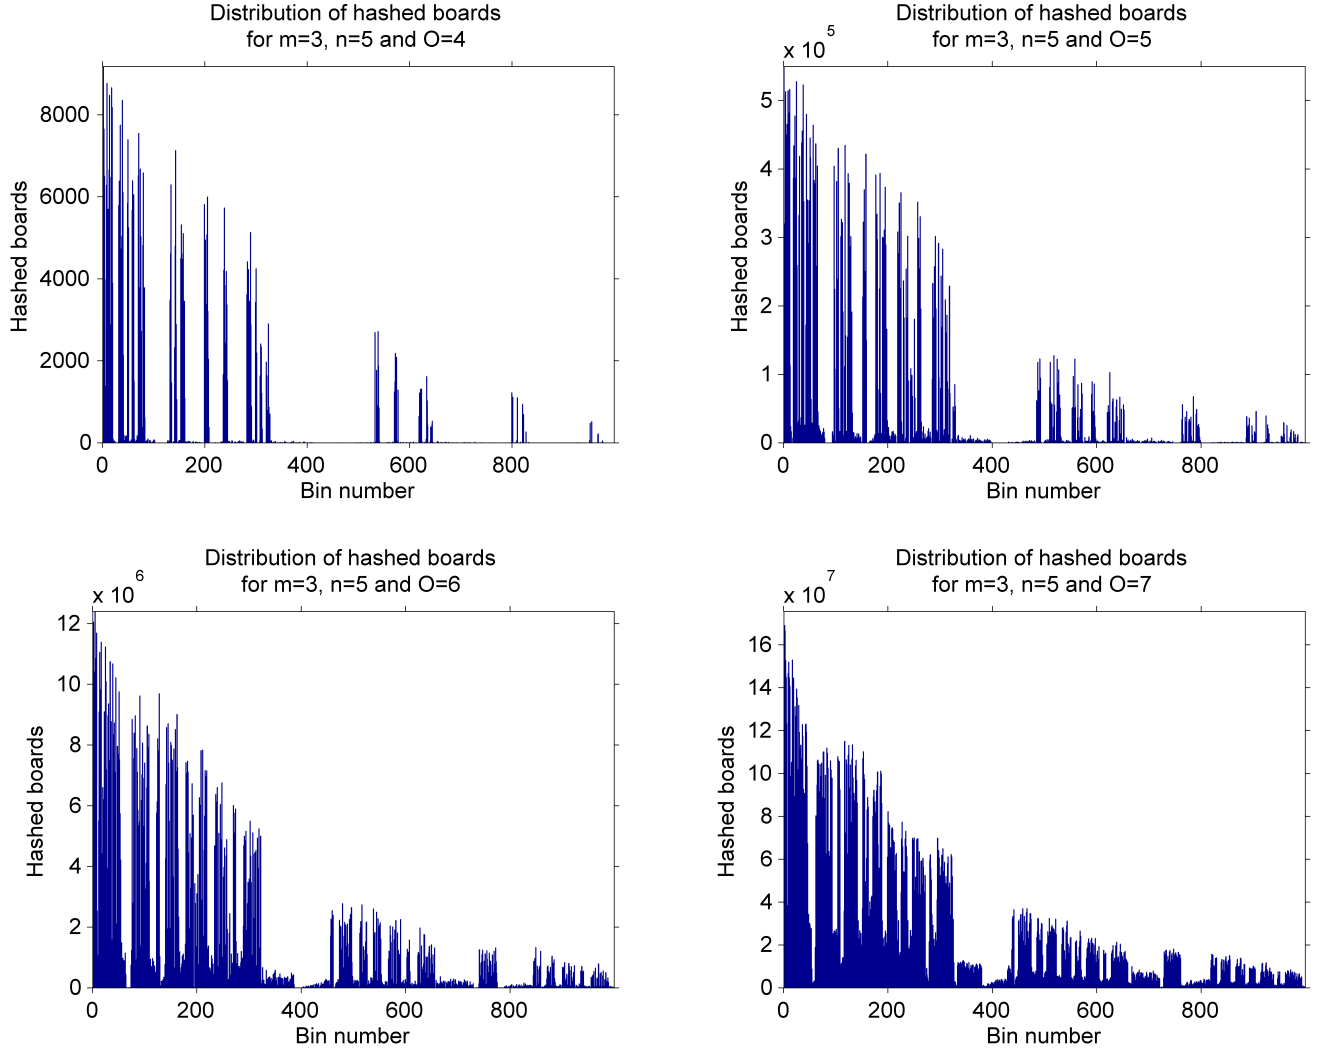 Distribution of hashed boards
for m=3, n=5 and O=4
8000
6000
4000
2000
0
Hashed boards
0 200 400 600 800
Bin number
Distribution of hashed boards
for m=3, n=5 and O=5
x 10^5
5
4
3
2
1
0
Hashed boards
0 200 400 600 800
Bin number
Distribution of hashed boards
for m=3, n=5 and O=6
x 10^6
12
10
8
6
4
2
0
Hashed boards
0 200 400 600 800
Bin number
Distribution of hashed boards
for m=3, n=5 and O=7
x 10^7
16
14
12
10
8
6
4
2
0
Hashed boards
0 200 400 600 800
Bin number